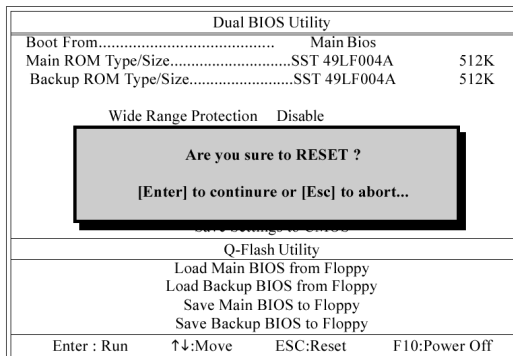 Dual BIOS Utility
Boot From.......................................... Main Bios
Main ROM Type/Size.............................SST 49LF004A 512K
Backup ROM Type/Size.........................SST 49LF004A 512K
Wide Range Protection Disable
Are you sure to RESET ?
[Enter] to continure or [Esc] to abort...
Q-Flash Utility
Load Main BIOS from Floppy
Load Backup BIOS from Floppy
Save Main BIOS to Floppy
Save Backup BIOS to Floppy
Enter : Run ↑↓:Move ESC:Reset F10:Power Off